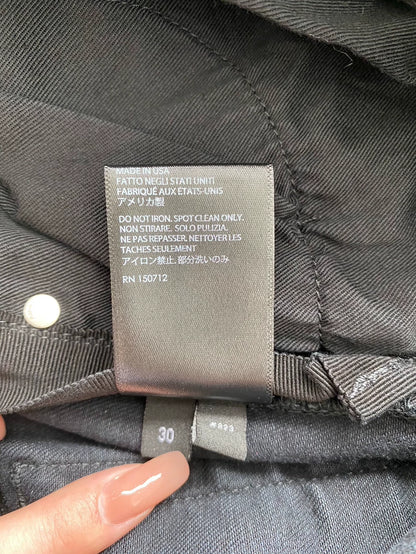 MADE IN USA
FATTO NEGLI STATI UNITI
FABRIQUÉ AUX ÉTATS-UNIS
アメリカ製
DO NOT IRON. SPOT CLEAN ONLY.
NON STIRARE. SOLO PULIZIA.
NE PAS REPASSER. NETTOYER LES
TACHES SEULEMENT
アイロン禁止、部分洗いのみ
RN 150712
30